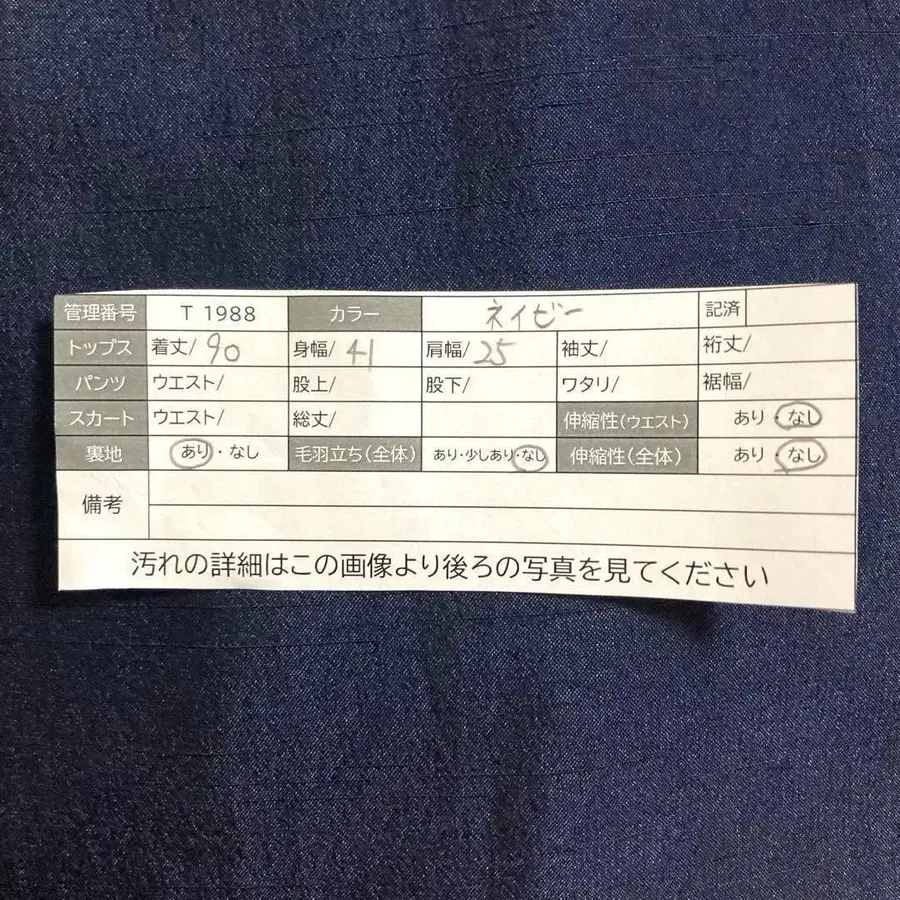 管理番号 T 1988 カラー ネイビー 記済
トップス 着丈/90 身幅/41 肩幅/25 袖丈/ 裄丈/
パンツ ウエスト/ 股上/ 股下/ ワタリ/ 裾幅/
スカート ウエスト/ 総丈/ 伸縮性(ウエスト) あり・なし
裏地 あり・なし 毛羽立ち(全体) あり・少しあり・なし 伸縮性(全体) あり・なし
備考
汚れの詳細はこの画像より後ろの写真を見てください